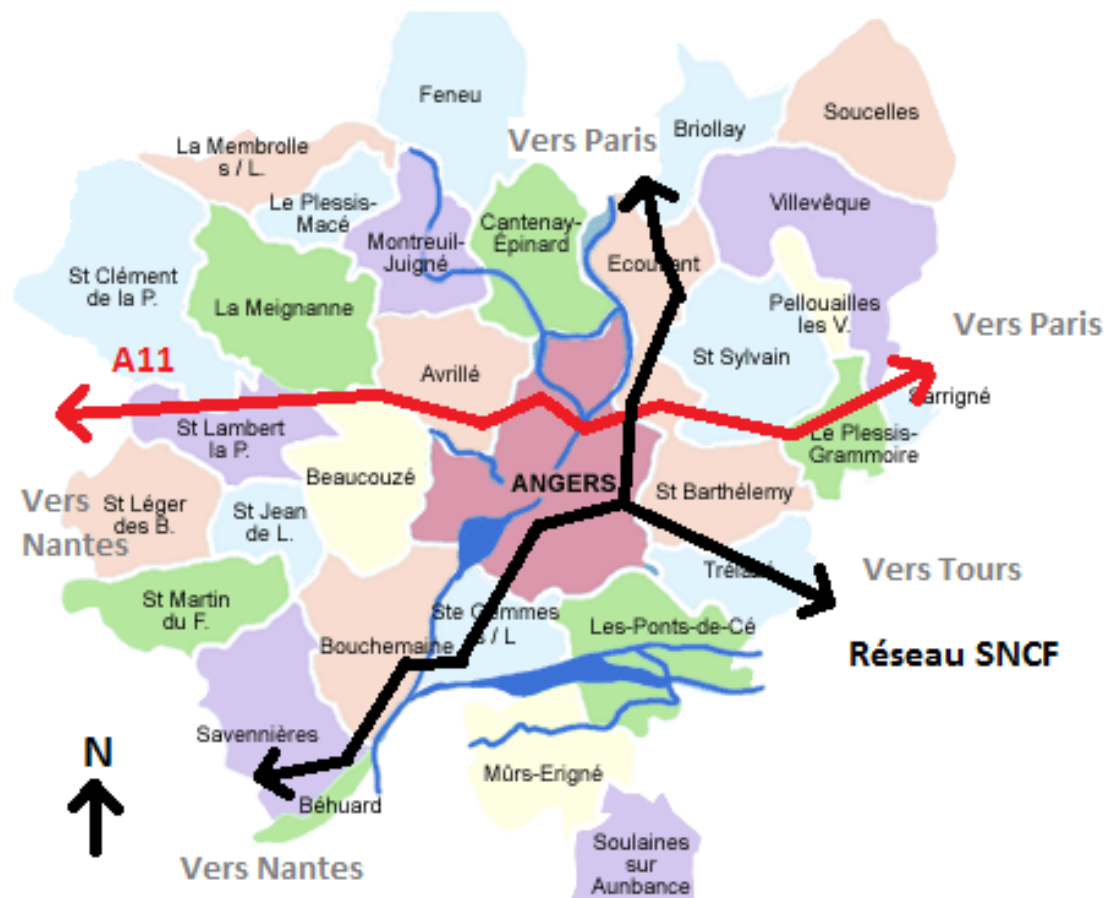 Feneu
Soucelles
Vers Paris
Briollay
La Membrolle
s / L.
Le Plessis-
Macé
Villevêque
Cantenay-
Épinard
Montreuil-
Juigné
Ecouflant
St Clément
de la P.
La Meignanne
Pellouailles
les V.
Vers Paris
St Sylvain
A11
Avrillé
Sarrigné
St Lambert
la P.
Le Plessis-
Grammoire
Beaucouzé
ANGERS
St Barthélemy
Vers
Nantes
St Léger
des B.
St Jean
de L.
Trélazé
Vers Tours
St Martin
du F.
Ste Gemmes
s / L
Les-Ponts-de-Cé
Bouchemaine
Réseau SNCF
Savennières
N
Mûrs-Erigné
Béhuard
Vers Nantes
Soulaines
sur
Aunbance